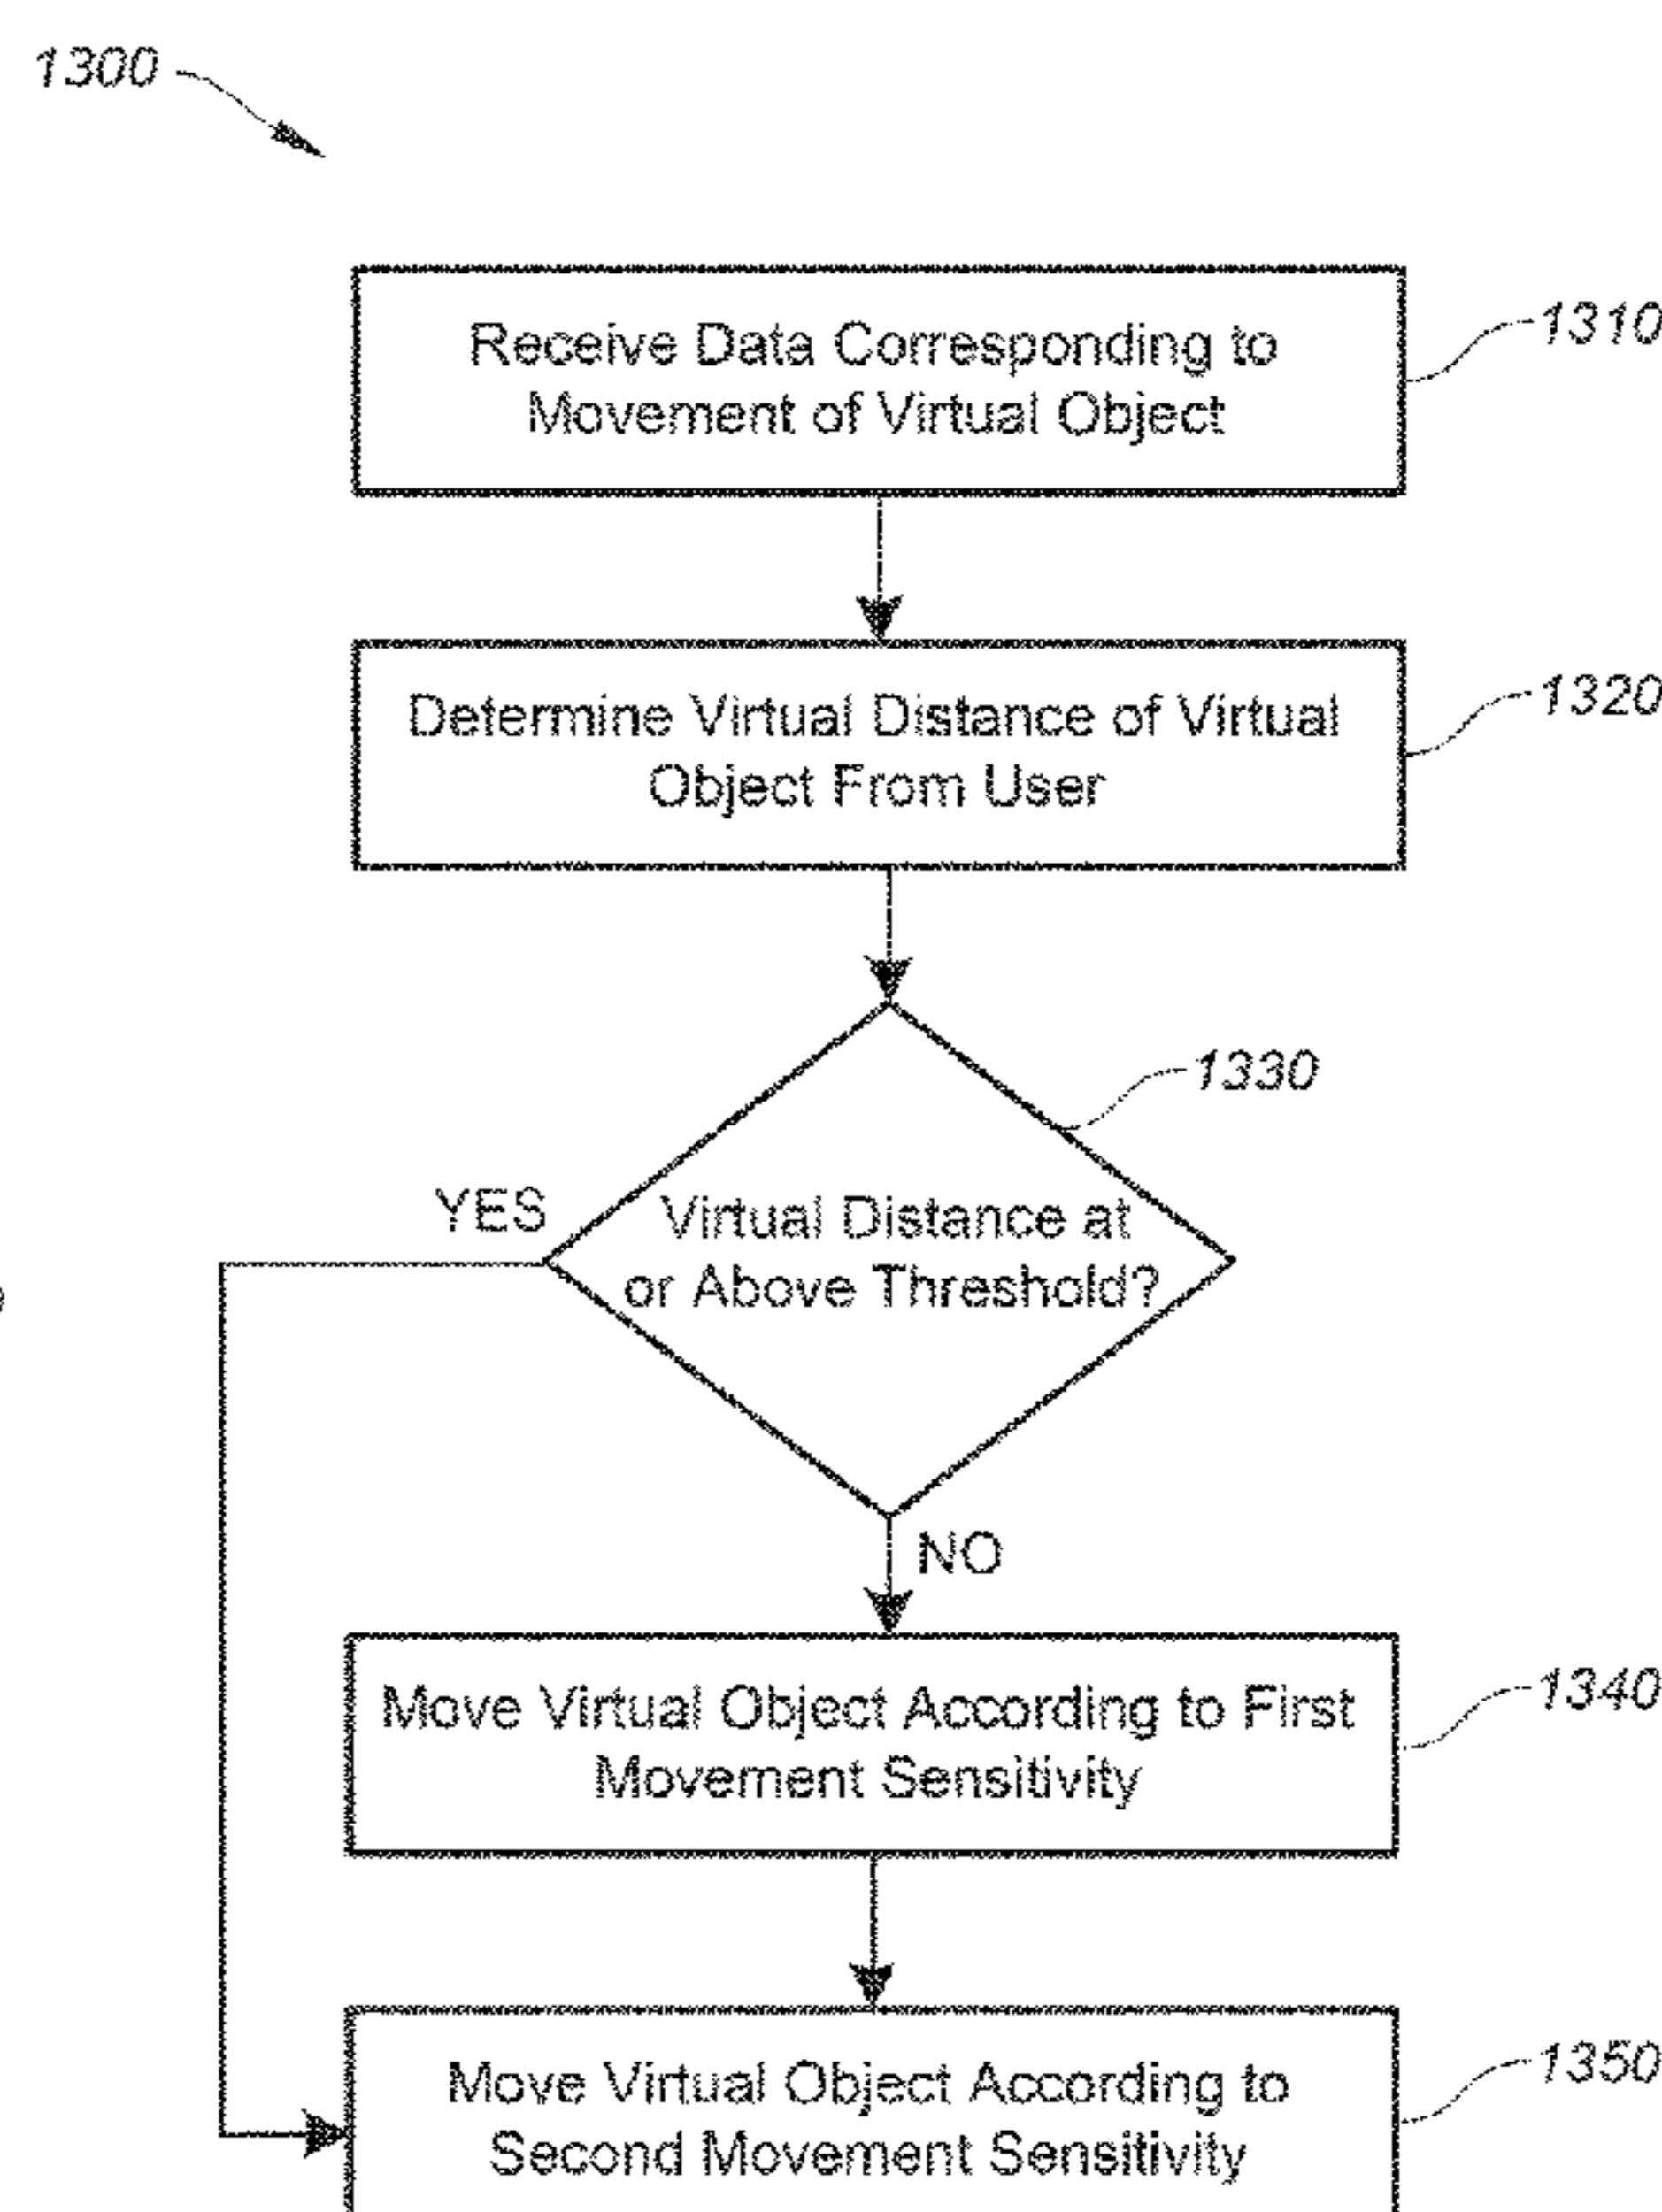 1300
Receive Data Corresponding to
Movement of Virtual Object
1310
Determine Virtual Distance of Virtual
Object From User
1320
1330
YES
Virtual Distance at
or Above Threshold?
NO
Move Virtual Object According to First
Movement Sensitivity
1340
Move Virtual Object According to
Second Movement Sensitivity
1350